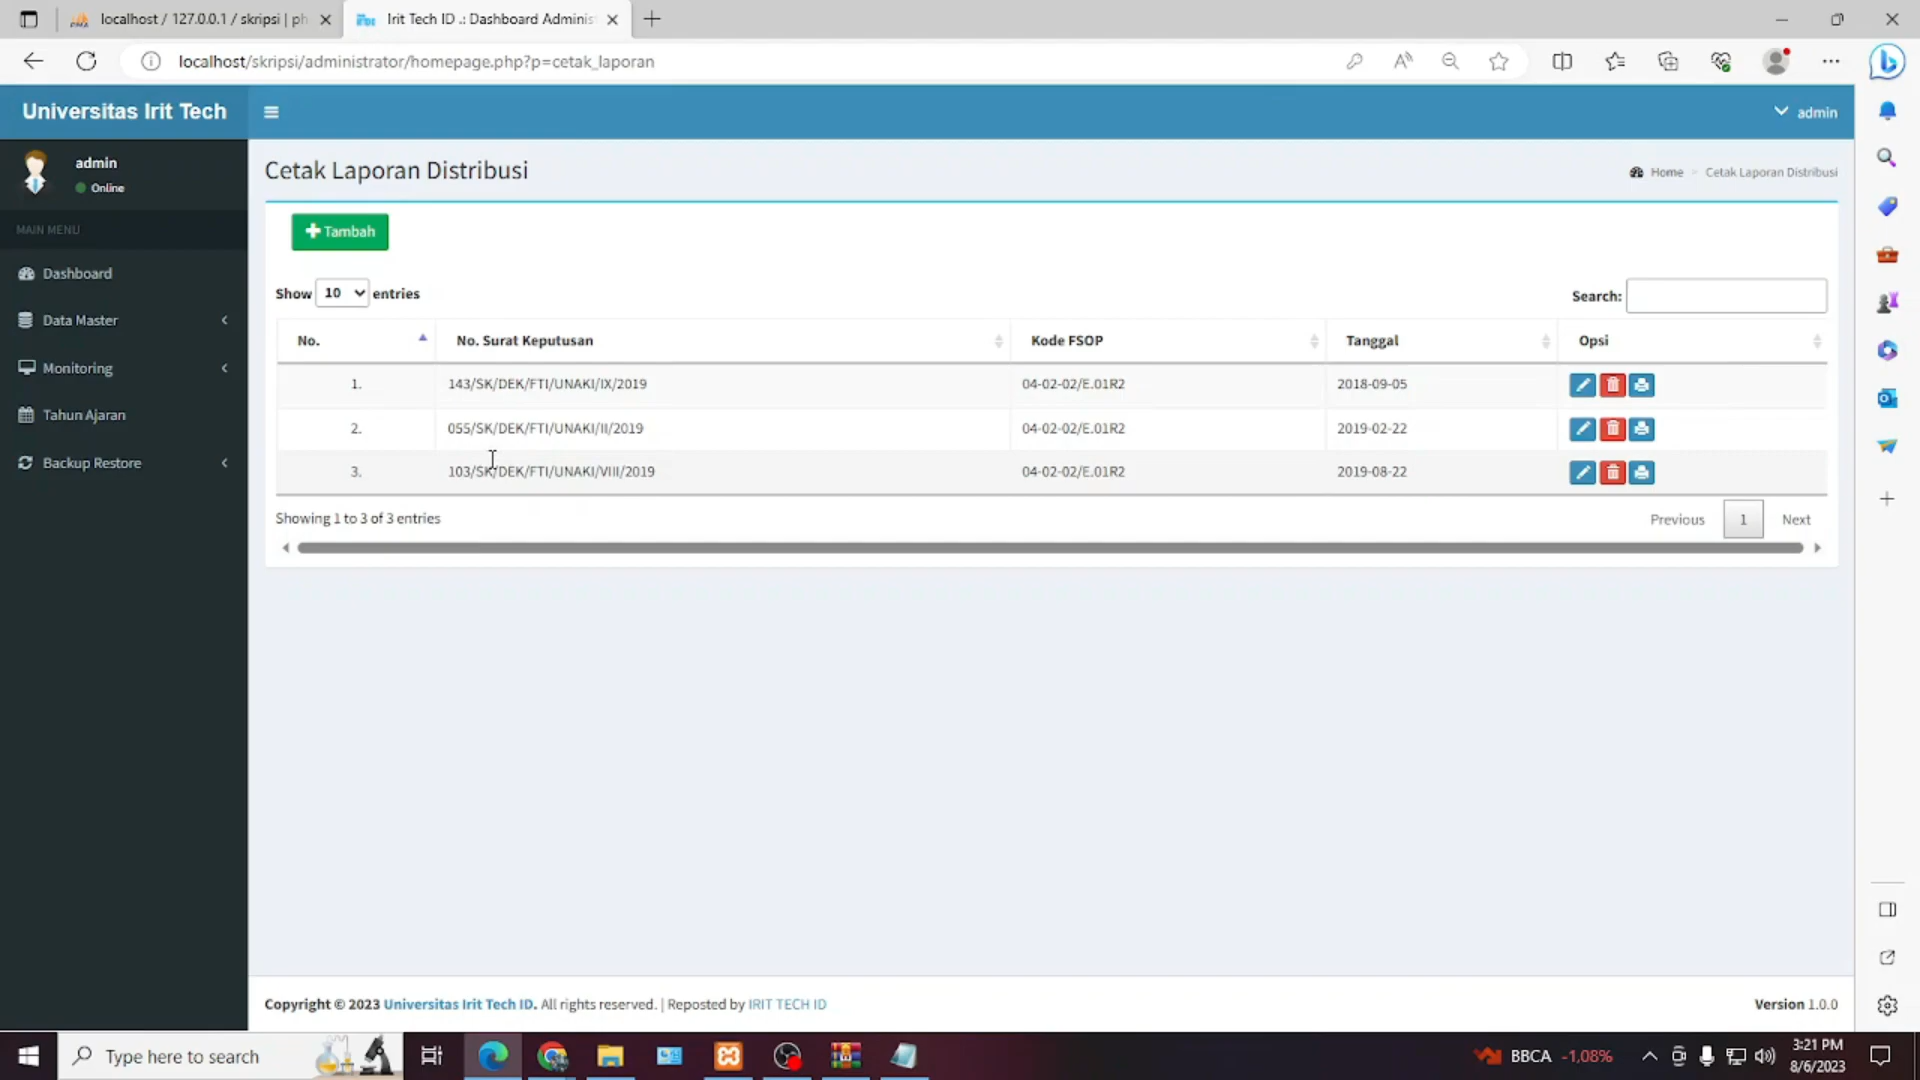 localhost / 127.0.0.1 / skripsi | ph
Irit Tech ID .: Dashboard Adminis
localhost/skripsi/administrator/homepage.php?p=cetak_laporan
Universitas Irit Tech
admin
admin
Online
MAIN MENU
Dashboard
Data Master
Monitoring
Tahun Ajaran
Backup Restore
Cetak Laporan Distribusi
Home > Cetak Laporan Distribusi
Tambah
Show 10 entries
Search:
No. No. Surat Keputusan Kode FSOP Tanggal Opsi
1. 143/SK/DEK/FTI/UNAKI/IX/2019 04-02-02/E.01R2 2018-09-05
2. 055/SK/DEK/FTI/UNAKI/II/2019 04-02-02/E.01R2 2019-02-22
3. 103/SK/DEK/FTI/UNAKI/VIII/2019 04-02-02/E.01R2 2019-08-22
Showing 1 to 3 of 3 entries
Previous 1 Next
Copyright © 2023 Universitas Irit Tech ID. All rights reserved. | Reposted by IRIT TECH ID
Version 1.0.0
Type here to search
BBCA -1,08%
3:21 PM
8/6/2023